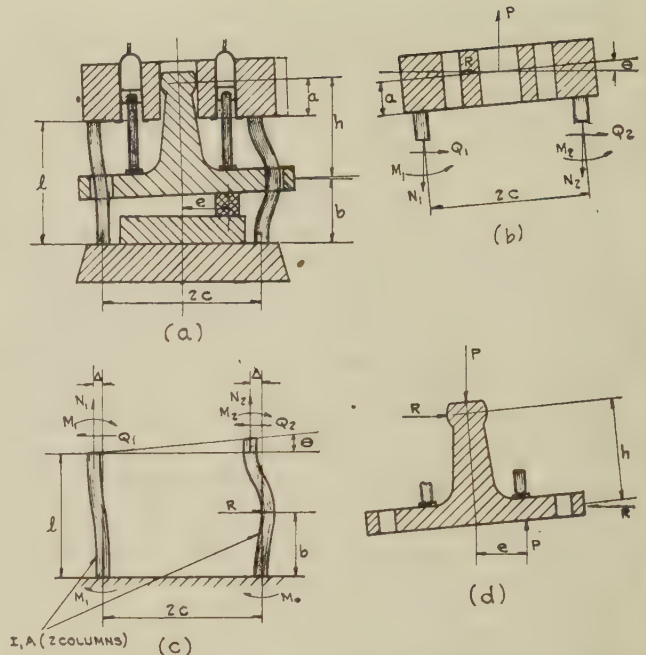 a
h
l
b
e
2C
(a)
P
R
θ
a
Q₁
M₁
N₁
Q₂
M₂
N₂
2C
(b)
Δ
Δ
N₁
M₁
Q₁
N₂
M₂
Q₂
θ
l
R
b
M₁
M₀
2C
I, A (2 COLUMNS)
(c)
P
R
h
R
e
P
(d)